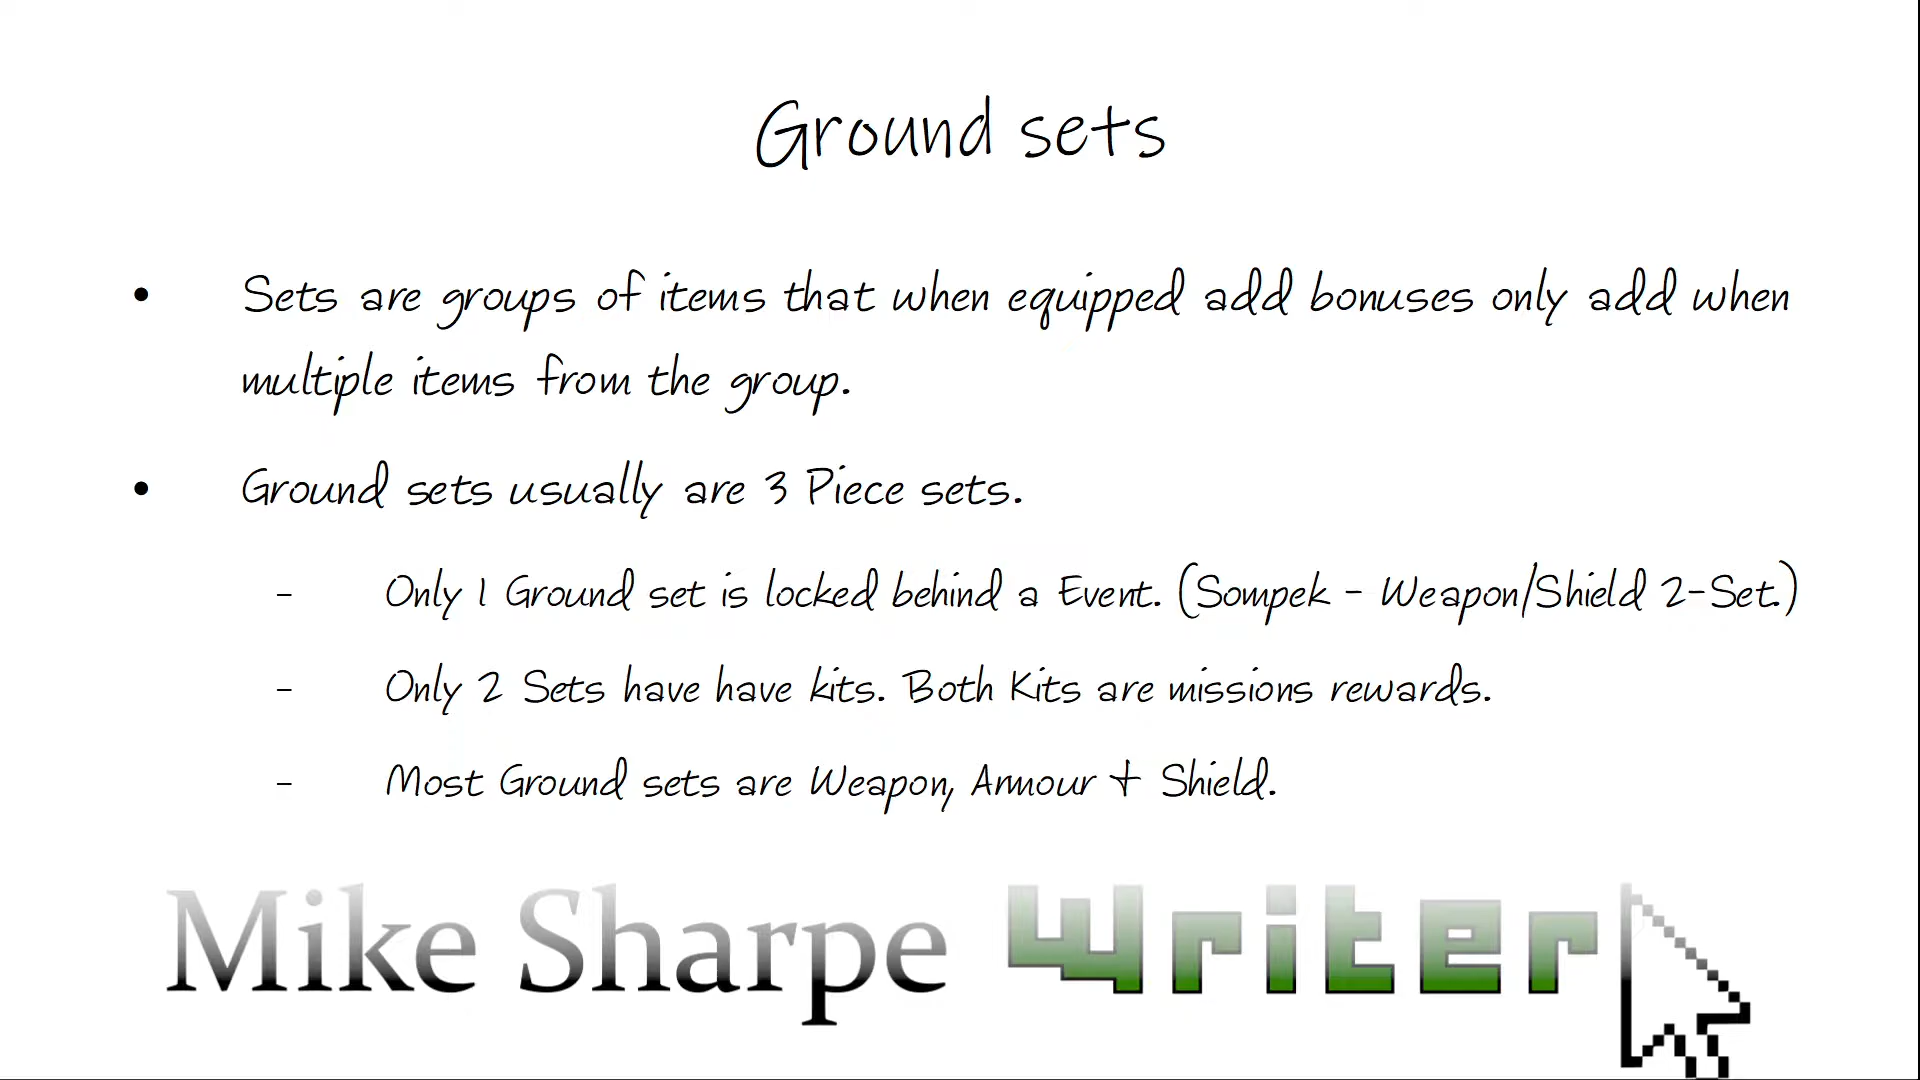 Ground sets
• Sets are groups of items that when equipped add bonuses only add when
multiple items from the group.
• Ground sets usually are 3 Piece sets.
- Only 1 Ground set is locked behind a Event. (Sompek - Weapon/Shield 2-Set.)
- Only 2 Sets have have kits. Both Kits are missions rewards.
- Most Ground sets are Weapon, Armour + Shield.
Mike Sharpe Writer